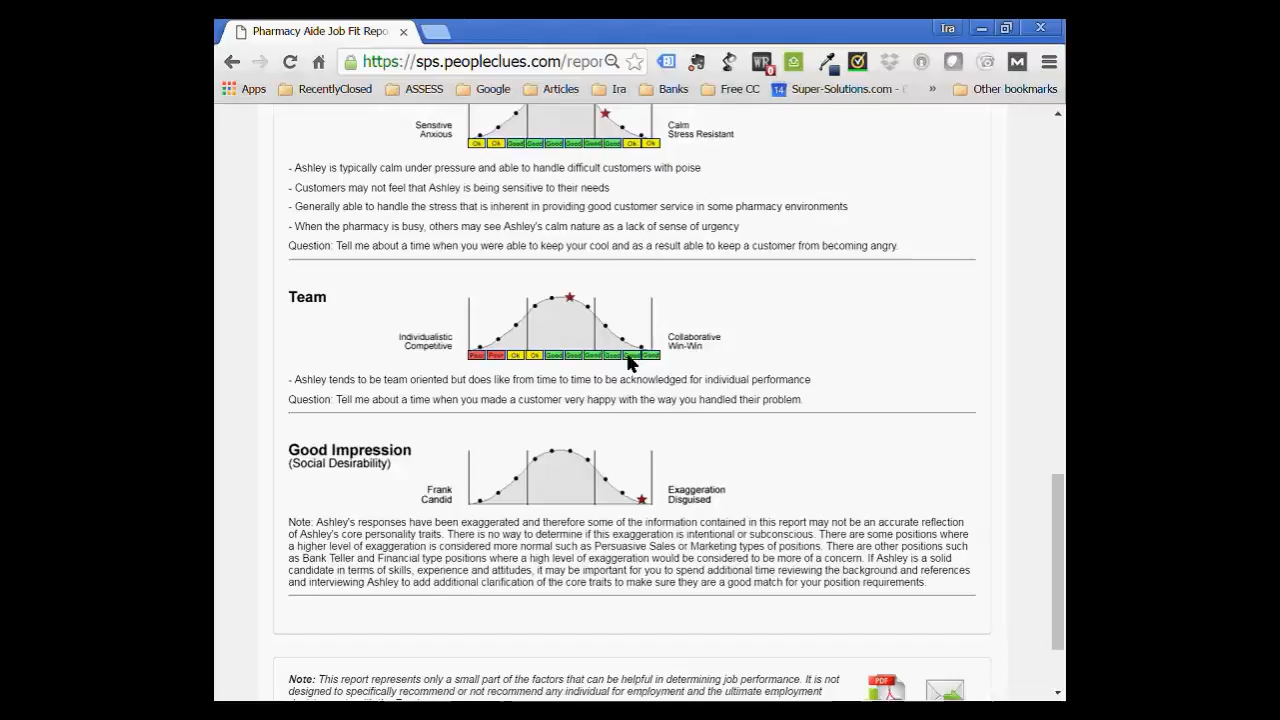 Pharmacy Aide Job Fit Repo
Ira
https://sps.peopleclues.com/repor
Apps RecentlyClosed ASSESS Google Articles Ira Banks Free CC Super-Solutions.com - » Other bookmarks
Sensitive
Anxious
Calm
Stress Resistant
Ok Ok Good Good Good Good Good Good Ok Ok
- Ashley is typically calm under pressure and able to handle difficult customers with poise
- Customers may not feel that Ashley is being sensitive to their needs
- Generally able to handle the stress that is inherent in providing good customer service in some pharmacy environments
- When the pharmacy is busy, others may see Ashley's calm nature as a lack of sense of urgency
Question: Tell me about a time when you were able to keep your cool and as a result able to keep a customer from becoming angry.
Team
Individualistic
Competitive
Collaborative
Win-Win
Poor Poor Ok Ok Good Good Good Good Good Good
- Ashley tends to be team oriented but does like from time to time to be acknowledged for individual performance
Question: Tell me about a time when you made a customer very happy with the way you handled their problem.
Good Impression
(Social Desirability)
Frank
Candid
Exaggeration
Disguised
Note: Ashley's responses have been exaggerated and therefore some of the information contained in this report may not be an accurate reflection
of Ashley's core personality traits. There is no way to determine if this exaggeration is intentional or subconscious. There are some positions where
a higher level of exaggeration is considered more normal such as Persuasive Sales or Marketing types of positions. There are other positions such
as Bank Teller and Financial type positions where a high level of exaggeration would be considered to be more of a concern. If Ashley is a solid
candidate in terms of skills, experience and attitudes, it may be important for you to spend additional time reviewing the background and references
and interviewing Ashley to add additional clarification of the core traits to make sure they are a good match for your position requirements.
Note: This report represents only a small part of the factors that can be helpful in determining job performance. It is not
designed to specifically recommend or not recommend any individual for employment and the ultimate employment
PDF